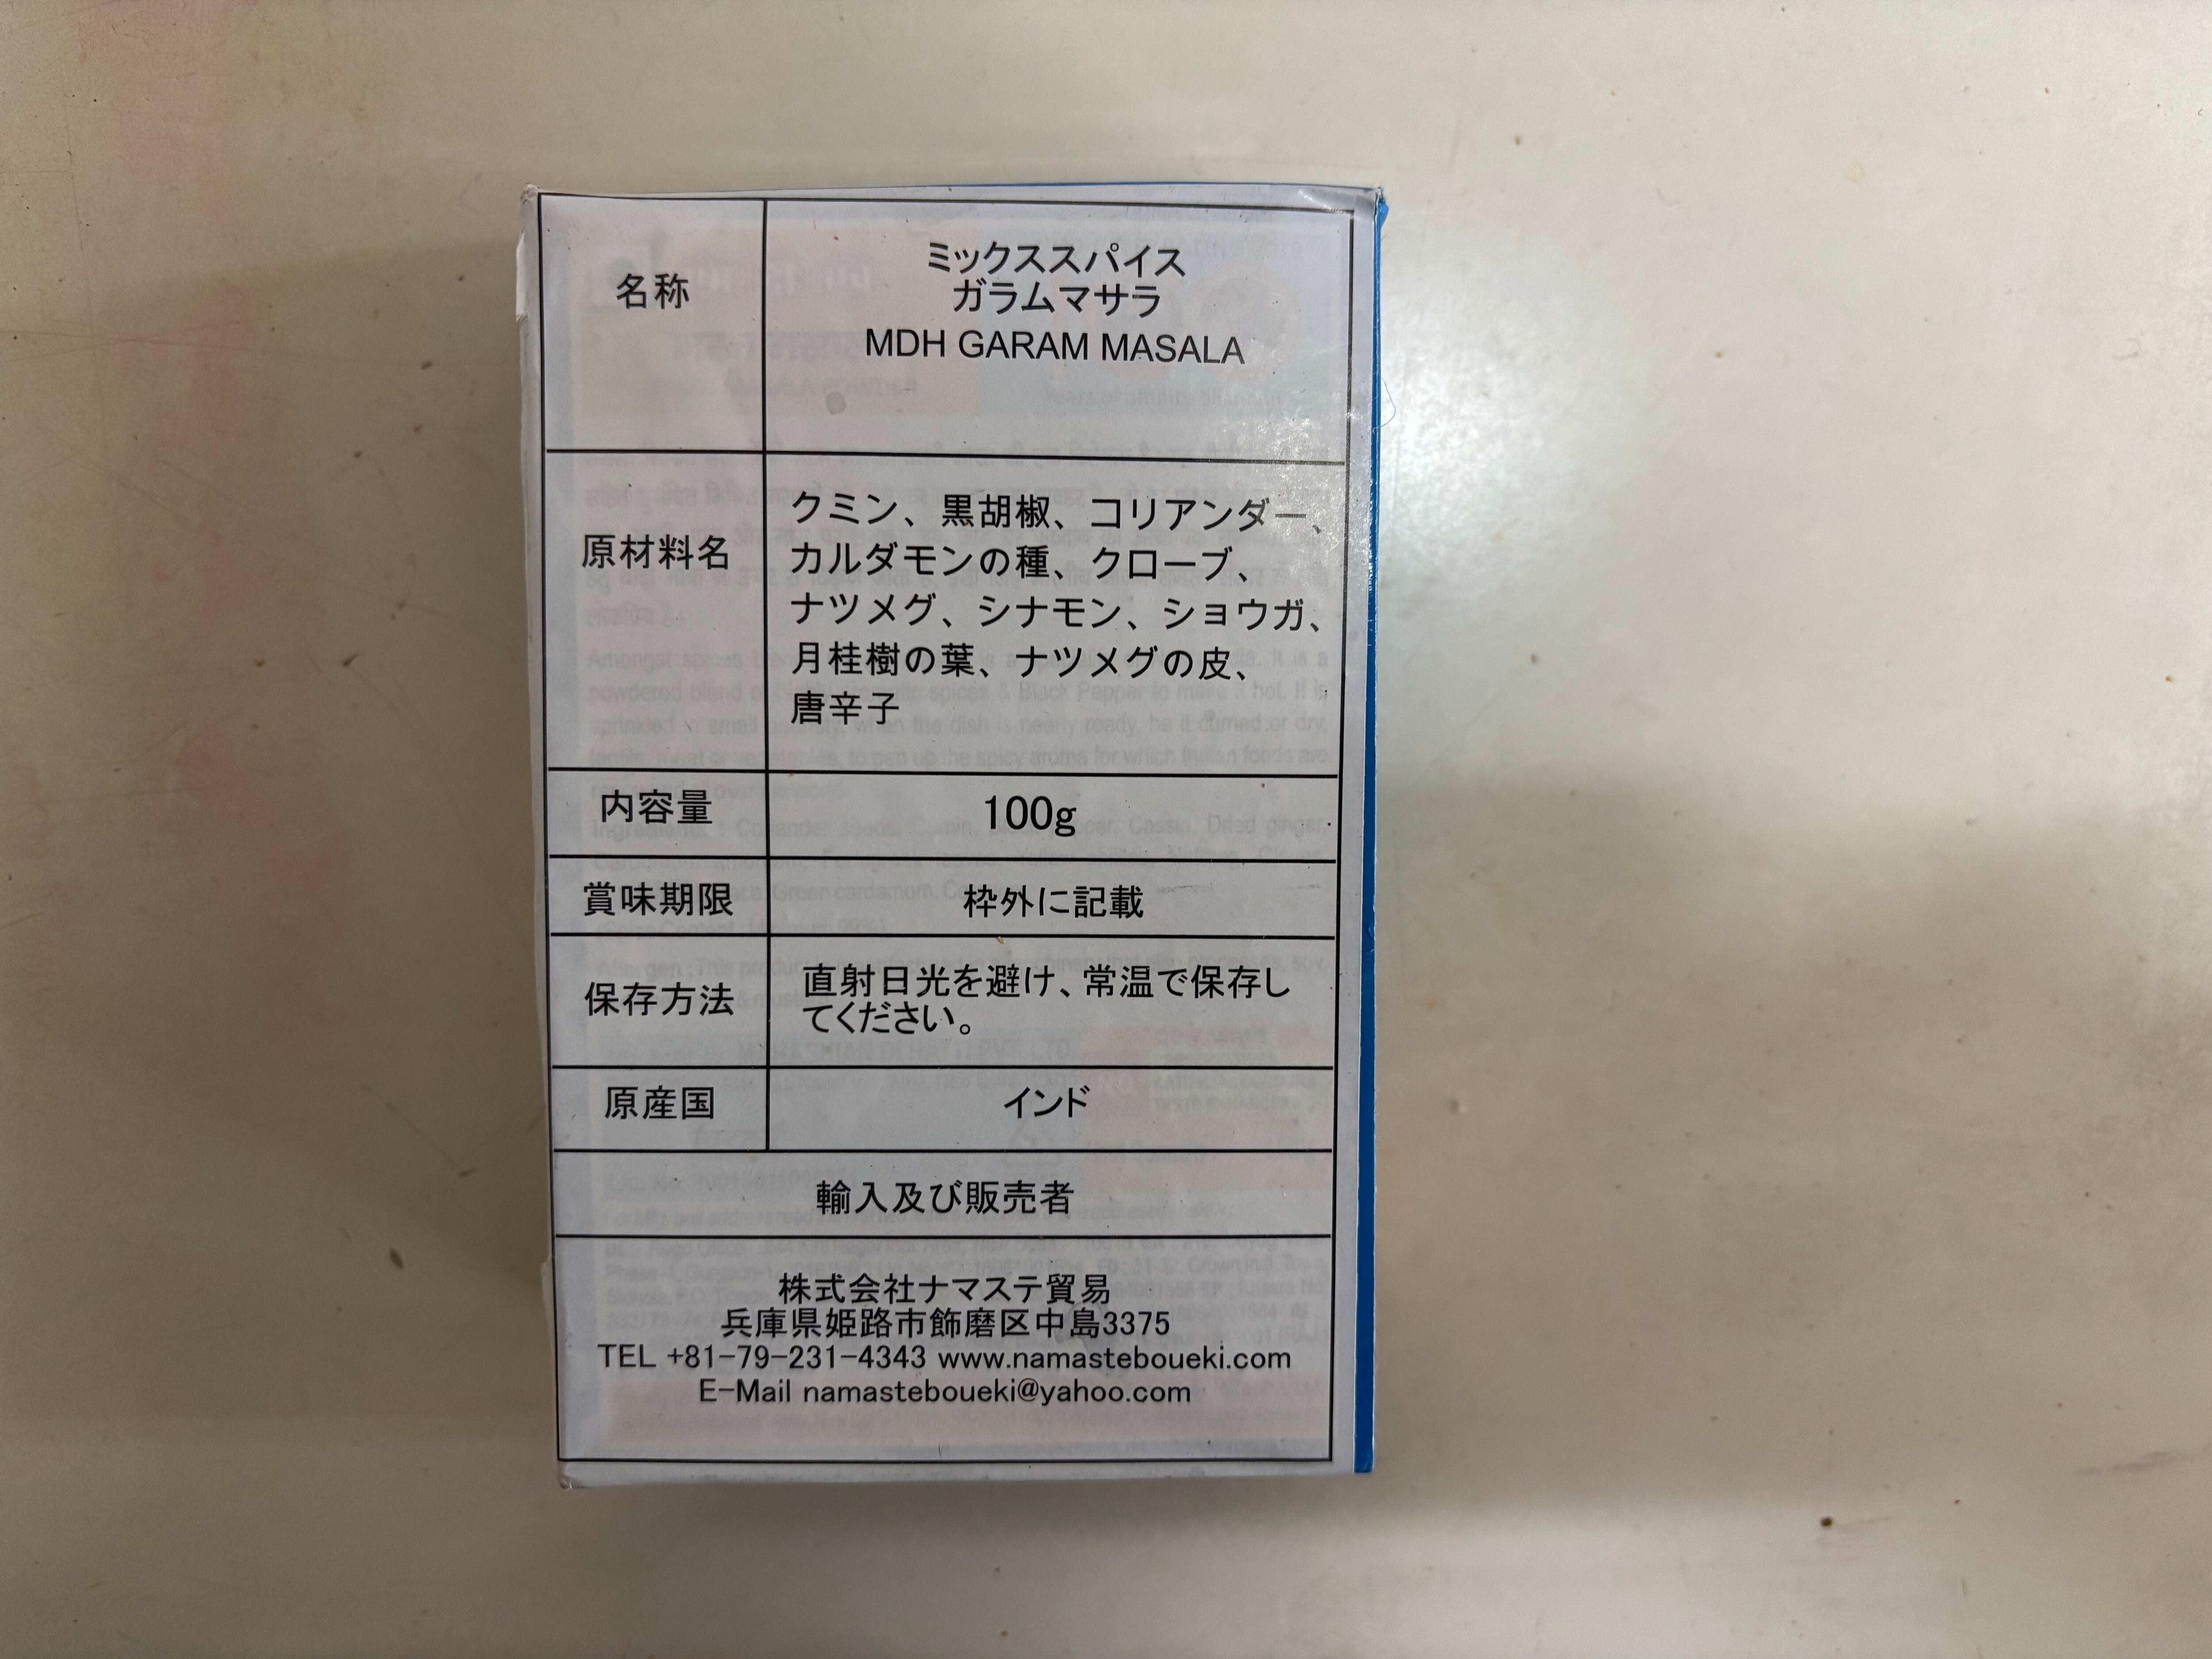 名称
ミックススパイス
ガラムマサラ
MDH GARAM MASALA
原材料名
クミン、黒胡椒、コリアンダー、
カルダモンの種、クローブ、
ナツメグ、シナモン、ショウガ、
月桂樹の葉、ナツメグの皮、
唐辛子
内容量
100g
賞味期限
枠外に記載
保存方法
直射日光を避け、常温で保存し
てください。
原産国
インド
輸入及び販売者
株式会社ナマステ貿易
兵庫県姫路市飾磨区中島3375
TEL +81-79-231-4343 www.namasteboueki.com
E-Mail namasteboueki@yahoo.com